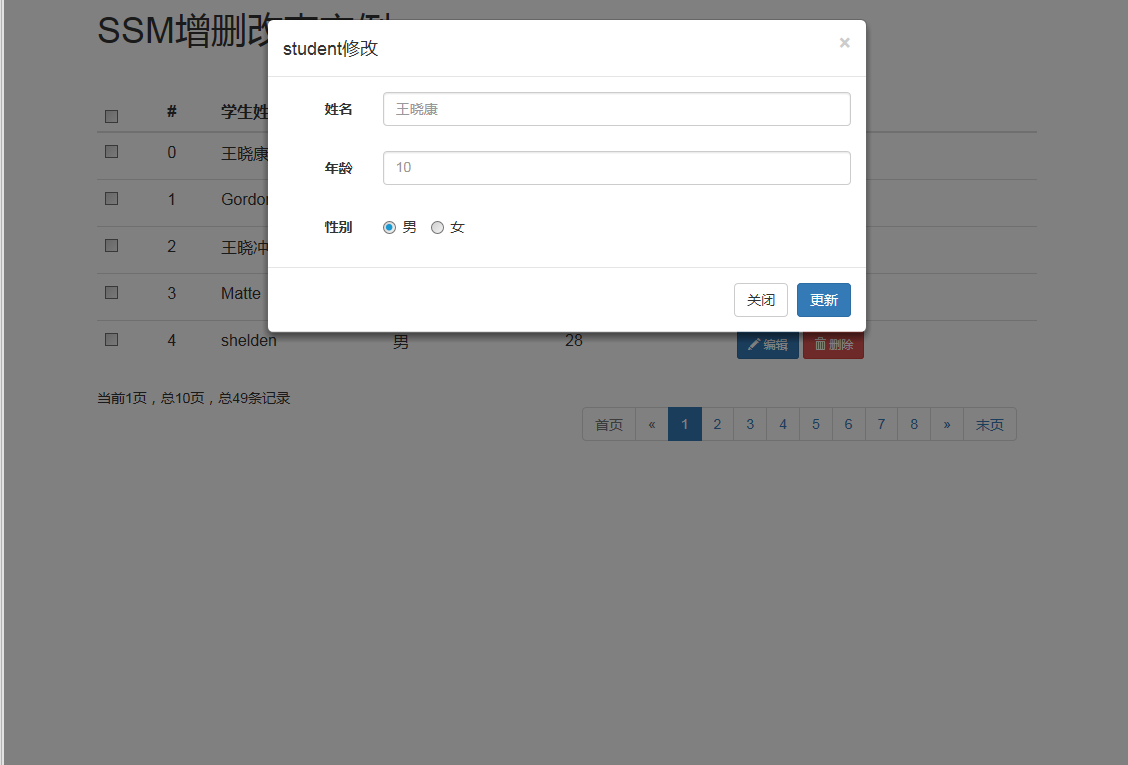 SSM增删改
student修改
×
姓名 王晓康
年龄 10
性别 男 女
关闭 更新
# 学生姓
0 王晓康
1 Gordo
2 王晓冲
3 Matte
4 shelden 男 28 编辑 删除
当前1页，总10页，总49条记录
首页 « 1 2 3 4 5 6 7 8 » 末页